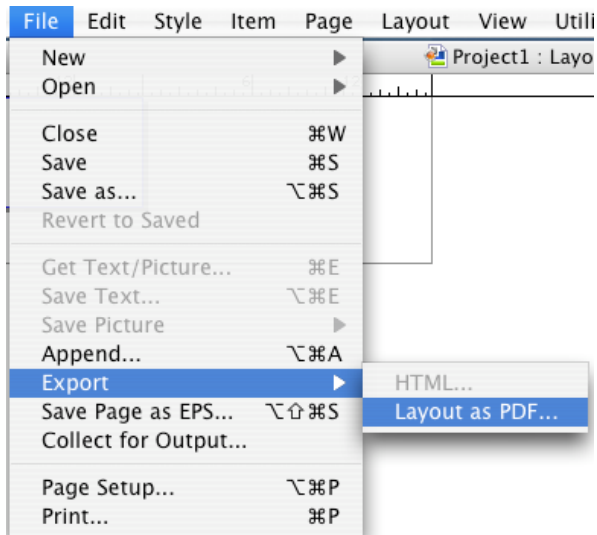 File Edit Style Item Page Layout View Utili
Project1 : Layo
New
Open
Close ⌘W
Save ⌘S
Save as... ⌥⌘S
Revert to Saved
Get Text/Picture... ⌘E
Save Text... ⌥⌘E
Save Picture
Append... ⌥⌘A
Export
HTML...
Save Page as EPS... ⌥⇧⌘S
Layout as PDF...
Collect for Output...
Page Setup... ⌥⌘P
Print... ⌘P